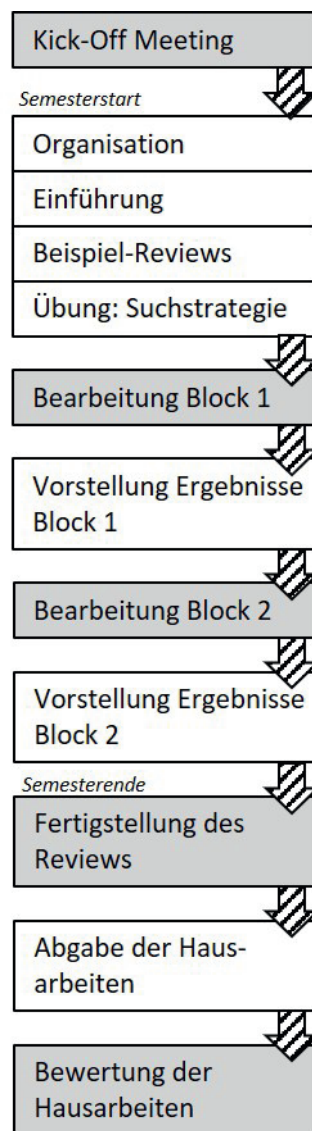 Kick-Off Meeting
Semesterstart
Organisation
Einführung
Beispiel-Reviews
Übung: Suchstrategie
Bearbeitung Block 1
Vorstellung Ergebnisse
Block 1
Bearbeitung Block 2
Vorstellung Ergebnisse
Block 2
Semesterende
Fertigstellung des
Reviews
Abgabe der Haus-
arbeiten
Bewertung der
Hausarbeiten